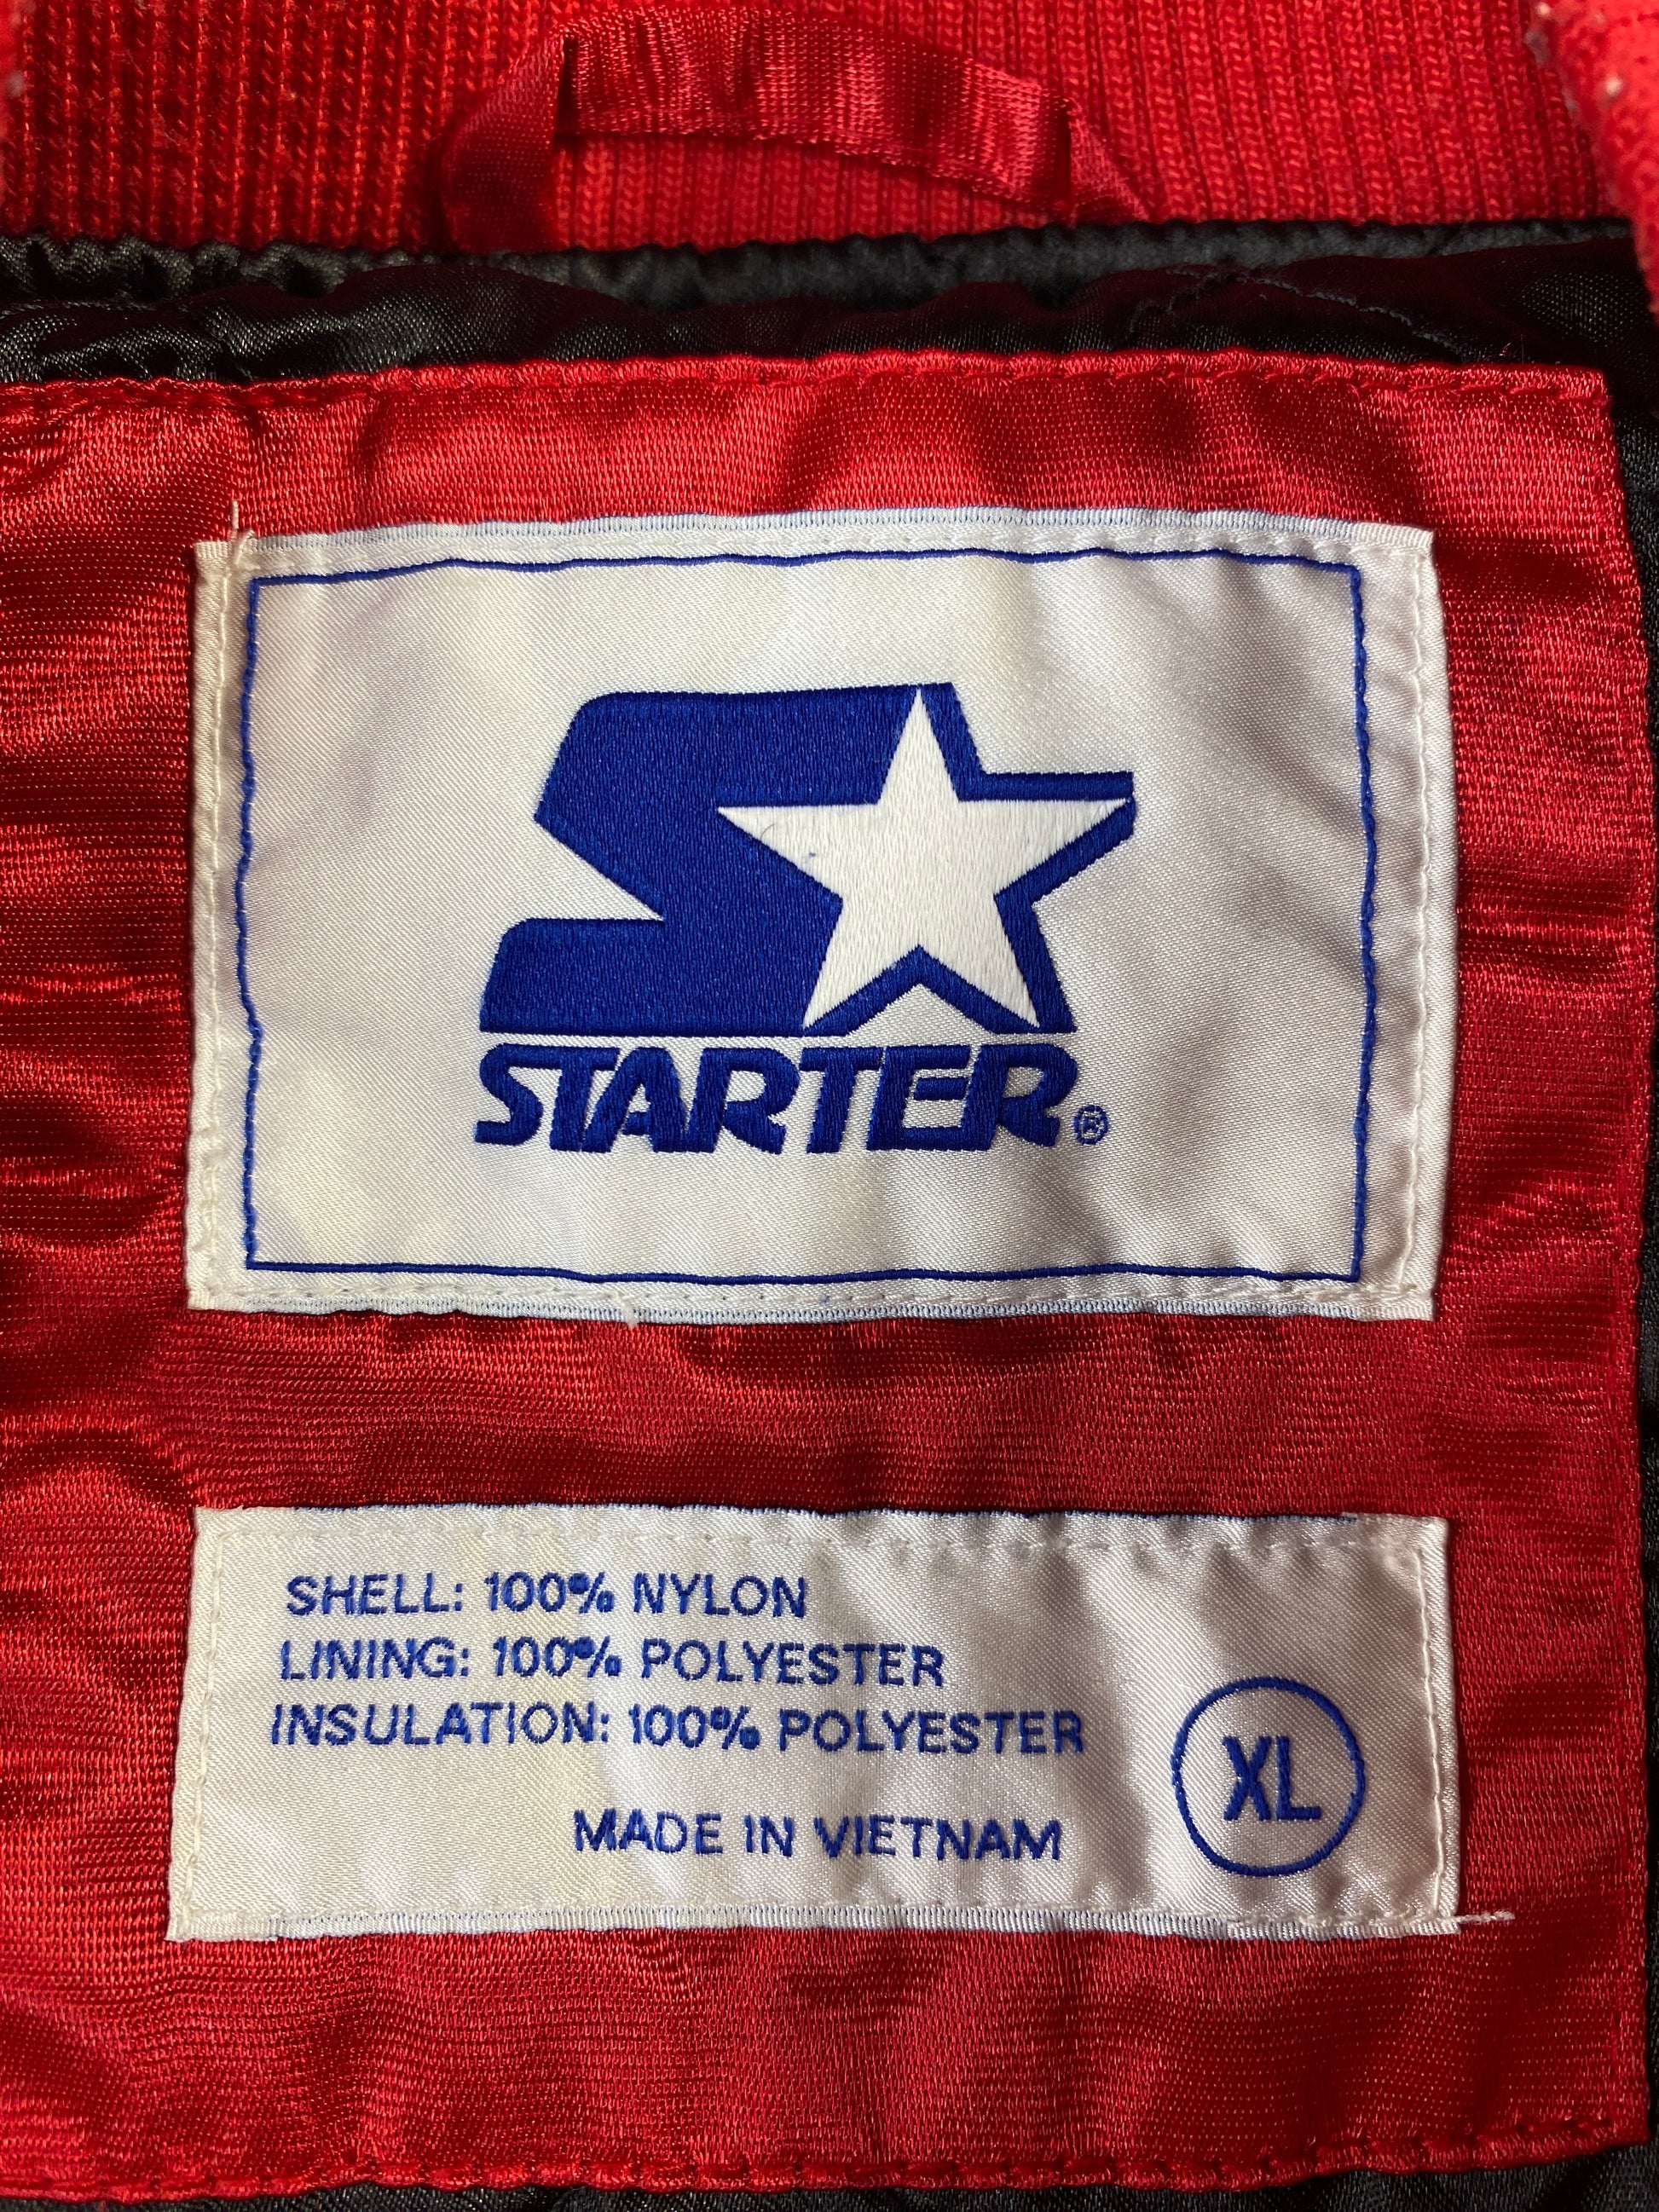 STARTER®
SHELL: 100% NYLON
LINING: 100% POLYESTER
INSULATION: 100% POLYESTER
MADE IN VIETNAM
XL